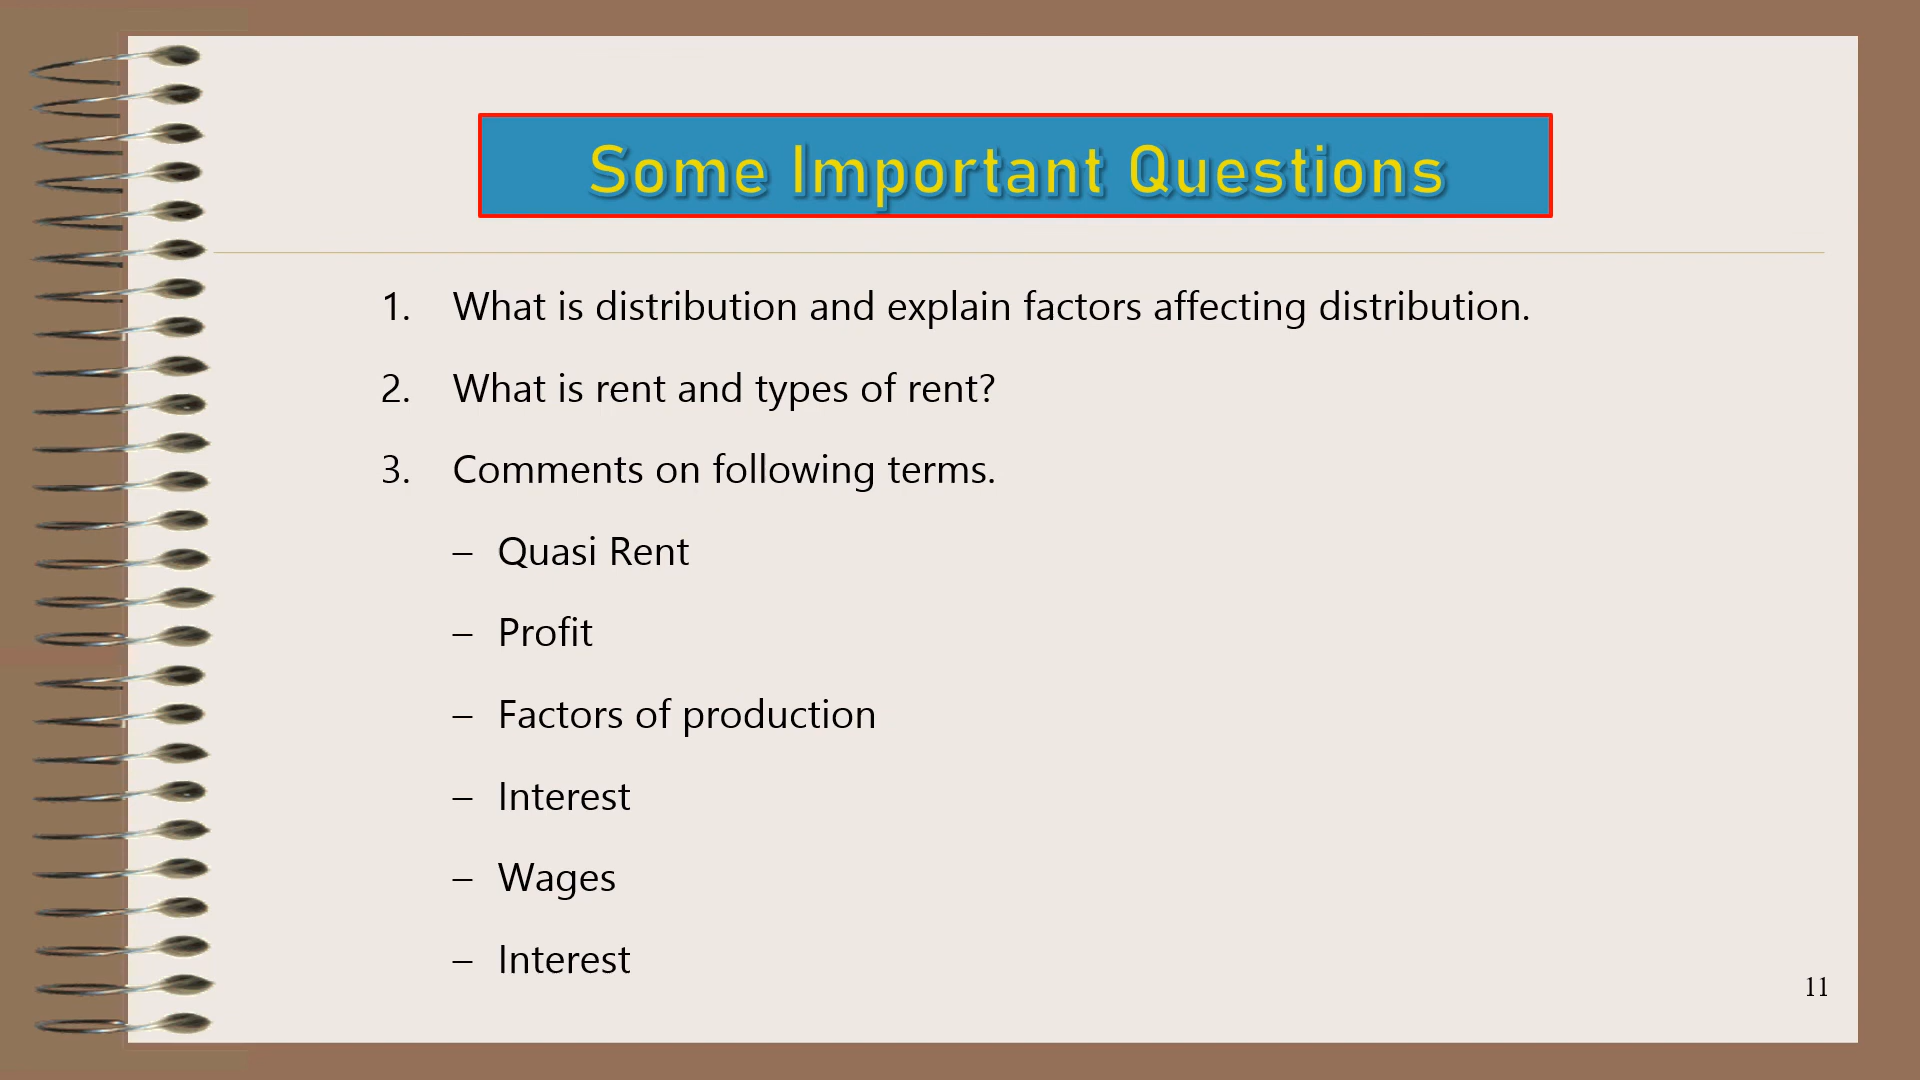 Some Important Questions
1. What is distribution and explain factors affecting distribution.
2. What is rent and types of rent?
3. Comments on following terms.
– Quasi Rent
– Profit
– Factors of production
– Interest
– Wages
– Interest
11